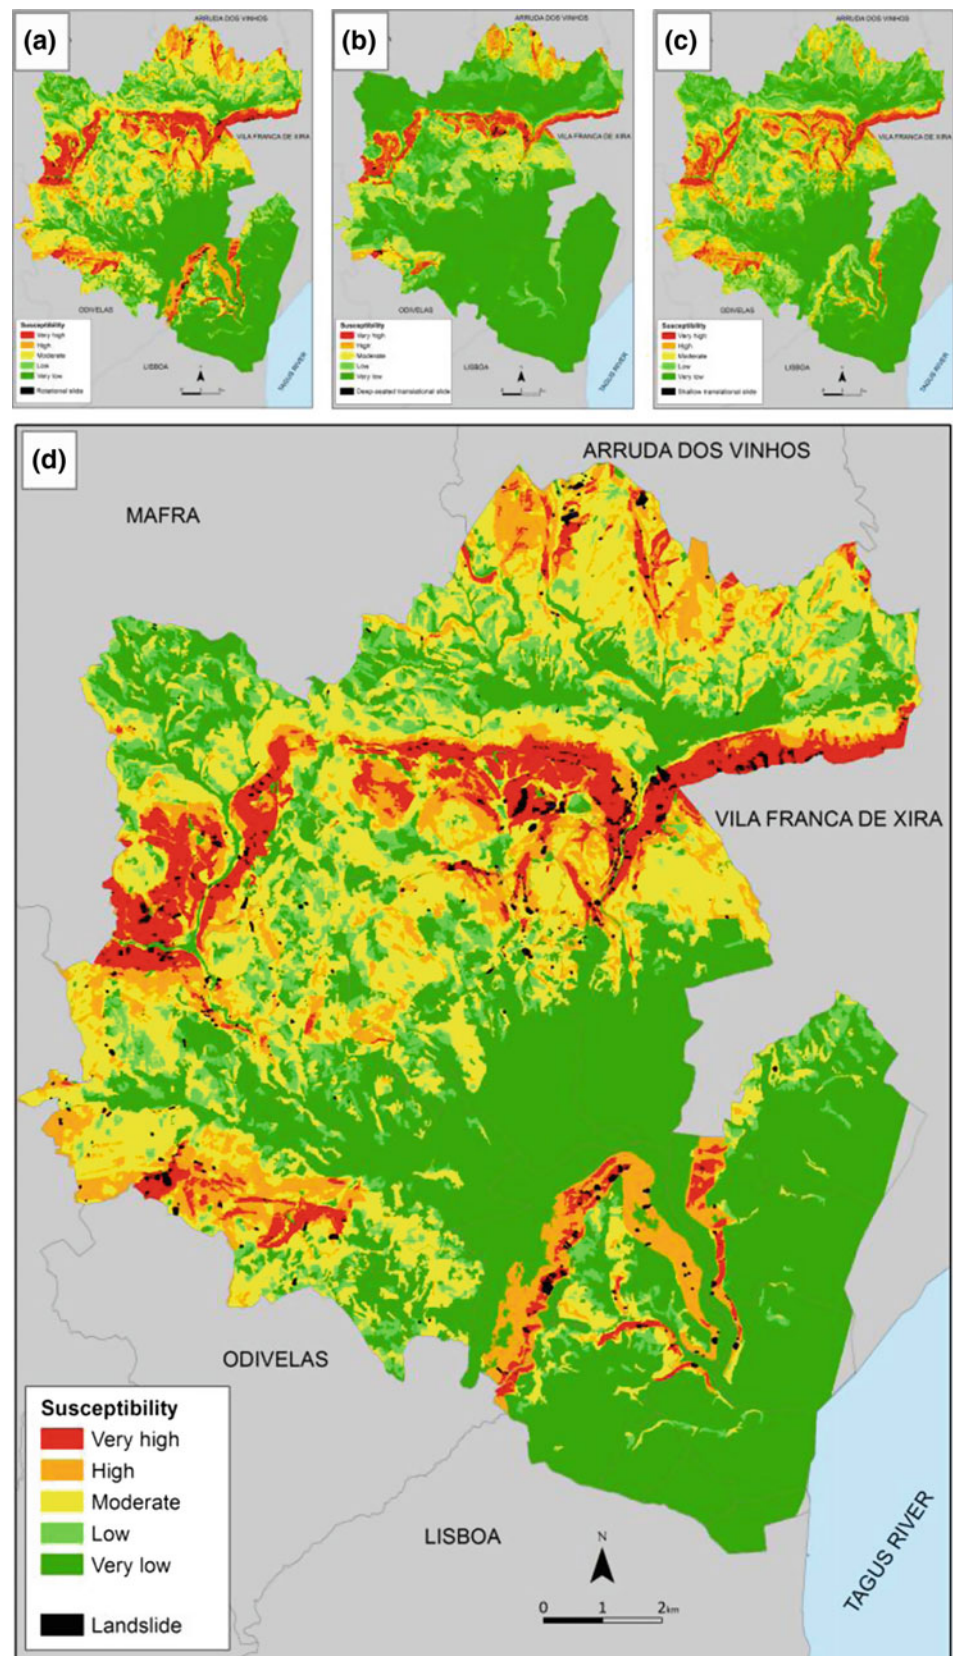 (a)
ARRUDA DOS VINHOS
VILA FRANCA DE XIRA
ODIVELAS
LISBOA
TAGUS RIVER
Susceptibility
Very high
High
Moderate
Low
Very low
Rotational slide
(b)
ARRUDA DOS VINHOS
VILA FRANCA DE XIRA
ODIVELAS
LISBOA
TAGUS RIVER
Susceptibility
Very high
High
Moderate
Low
Very low
Deep-seated translational slide
(c)
ARRUDA DOS VINHOS
VILA FRANCA DE XIRA
ODIVELAS
LISBOA
TAGUS RIVER
Susceptibility
Very high
High
Moderate
Low
Very low
Shallow translational slide
(d)
ARRUDA DOS VINHOS
MAFRA
VILA FRANCA DE XIRA
ODIVELAS
LISBOA
TAGUS RIVER
Susceptibility
Very high
High
Moderate
Low
Very low
Landslide
N
0 1 2 km